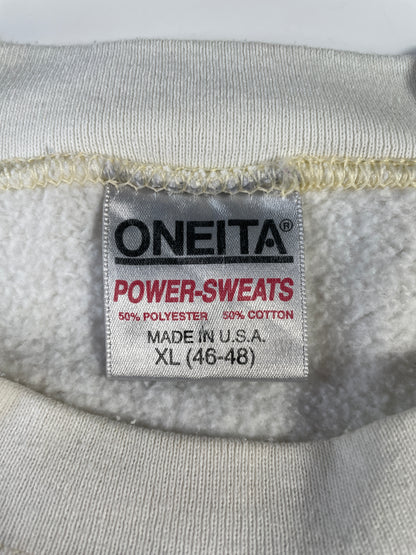 ONEITA®
POWER-SWEATS
50% POLYESTER 50% COTTON
MADE IN U.S.A.
XL (46-48)